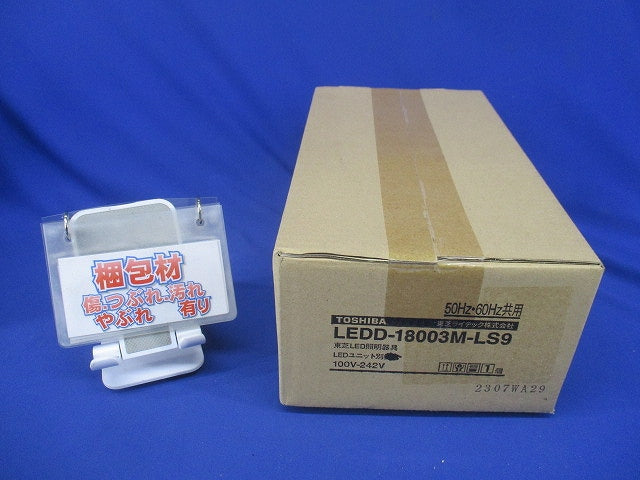 梱包材
傷、つぶれ、汚れ
やぶれ 有り
50Hz・60Hz共用
TOSHIBA 東芝ライテック株式会社
LEDD-18003M-LS9
東芝LED照明器具
LEDユニット別
100V-242V
1個
2307WA29